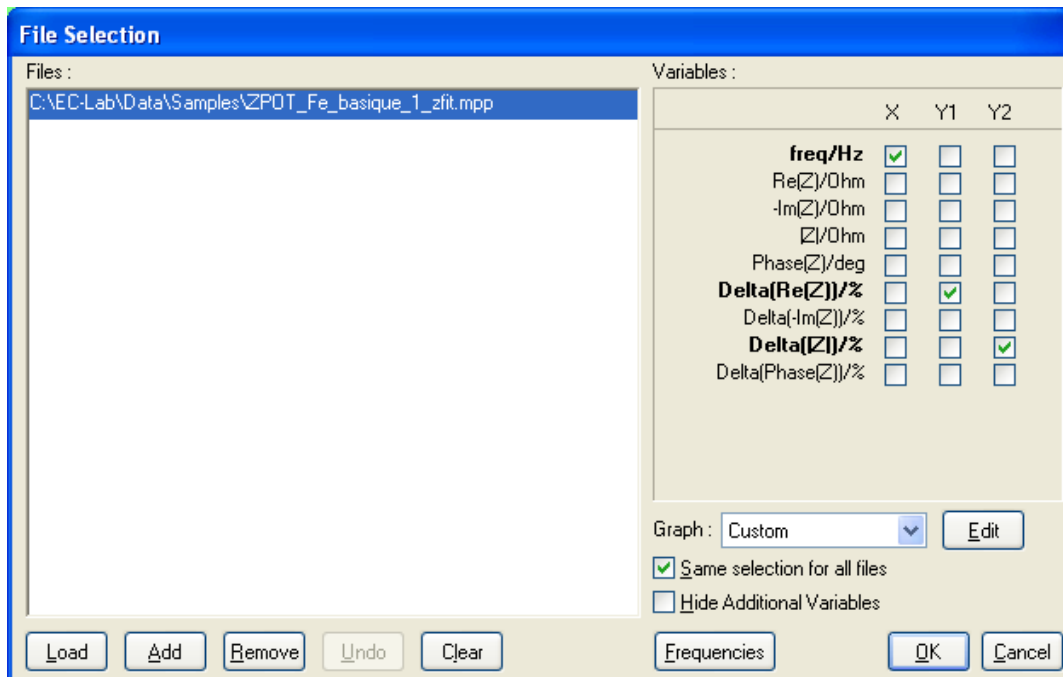 File Selection
Files :
C:\EC-Lab\Data\Samples\ZPOT_Fe_basique_1_zfit.mpp
Variables :
X Y1 Y2
freq/Hz
Re(Z)/Ohm
-Im(Z)/Ohm
|Z|/Ohm
Phase(Z)/deg
Delta(Re(Z))/%
Delta(-Im(Z))/%
Delta(|Z|)/%
Delta(Phase(Z))/%
Graph : Custom Edit
Same selection for all files
Hide Additional Variables
Load Add Remove Undo Clear Frequencies OK Cancel